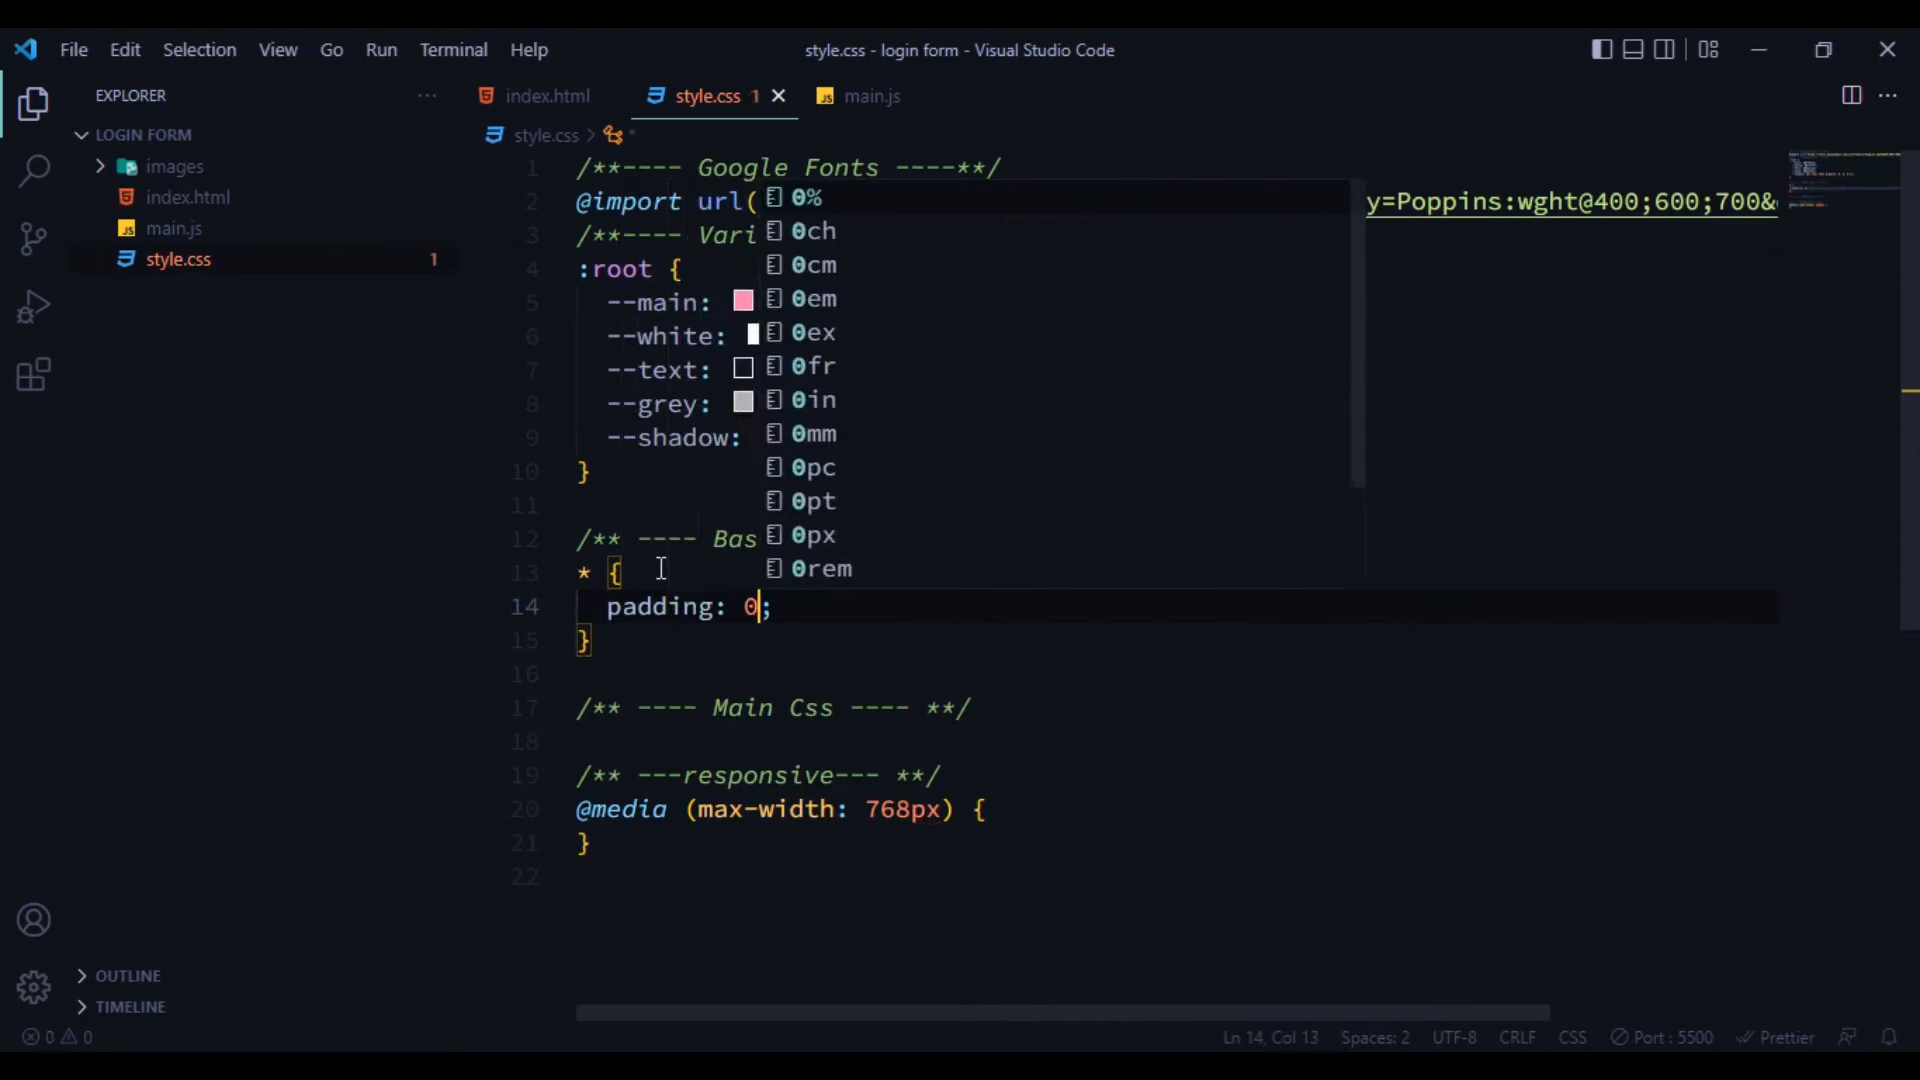 File Edit Selection View Go Run Terminal Help
style.css - login form - Visual Studio Code
EXPLORER
LOGIN FORM
images
index.html
main.js
style.css 1
index.html
style.css 1
main.js
style.css > *
1 /**---- Google Fonts ----**/
2 @import url( y=Poppins:wght@400;600;700&
3 /**---- Vari
4 :root {
5 --main:
6 --white:
7 --text:
8 --grey:
9 --shadow:
10 }
11
12 /** ---- Bas
13 * {
14 padding: 0;
15 }
16
17 /** ---- Main Css ---- **/
18
19 /** ---responsive--- **/
20 @media (max-width: 768px) {
21 }
22
0%
0ch
0cm
0em
0ex
0fr
0in
0mm
0pc
0pt
0px
0rem
OUTLINE
TIMELINE
0 0
Ln 14, Col 13 Spaces: 2 UTF-8 CRLF CSS Port : 5500 Prettier